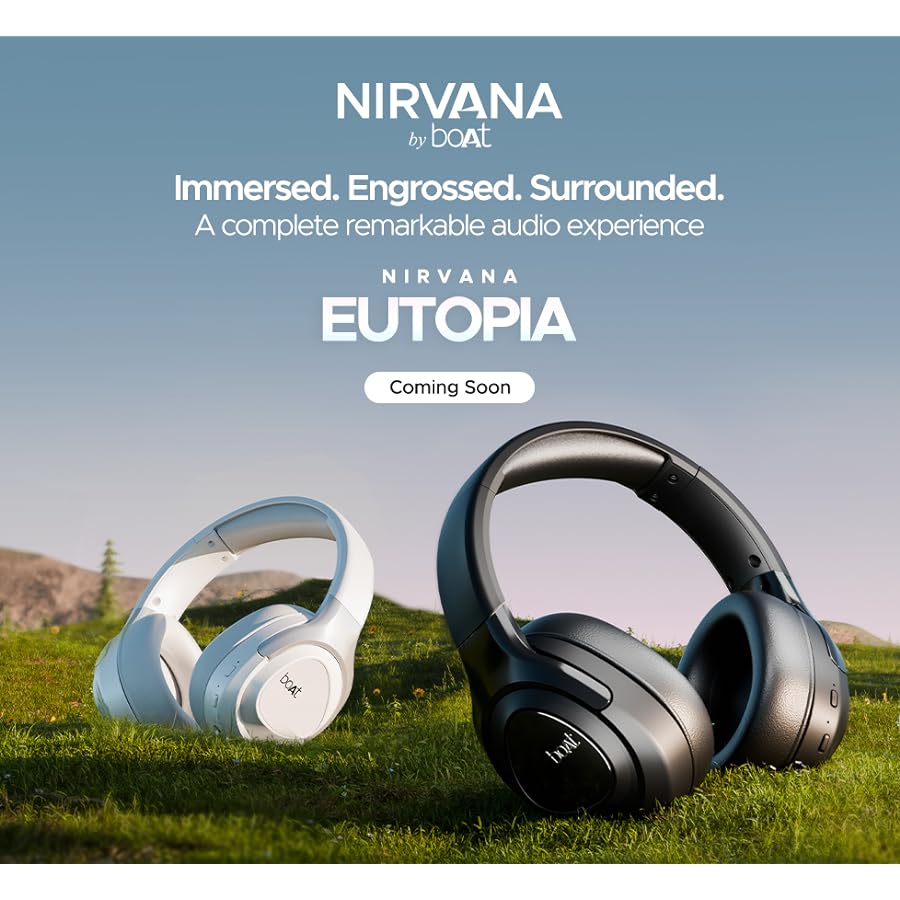 NIRVANA
by boAt
Immersed. Engrossed. Surrounded.
A complete remarkable audio experience
NIRVANA
EUTOPIA
Coming Soon
boAt
boAt